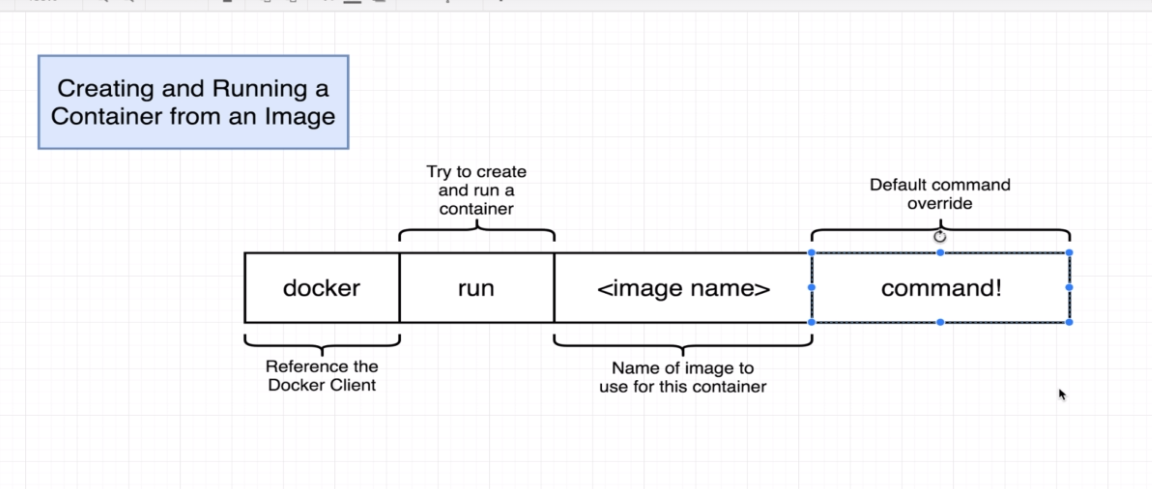 Creating and Running a
Container from an Image
Try to create
and run a
container
Default command
override
docker
run
<image name>
command!
Reference the
Docker Client
Name of image to
use for this container